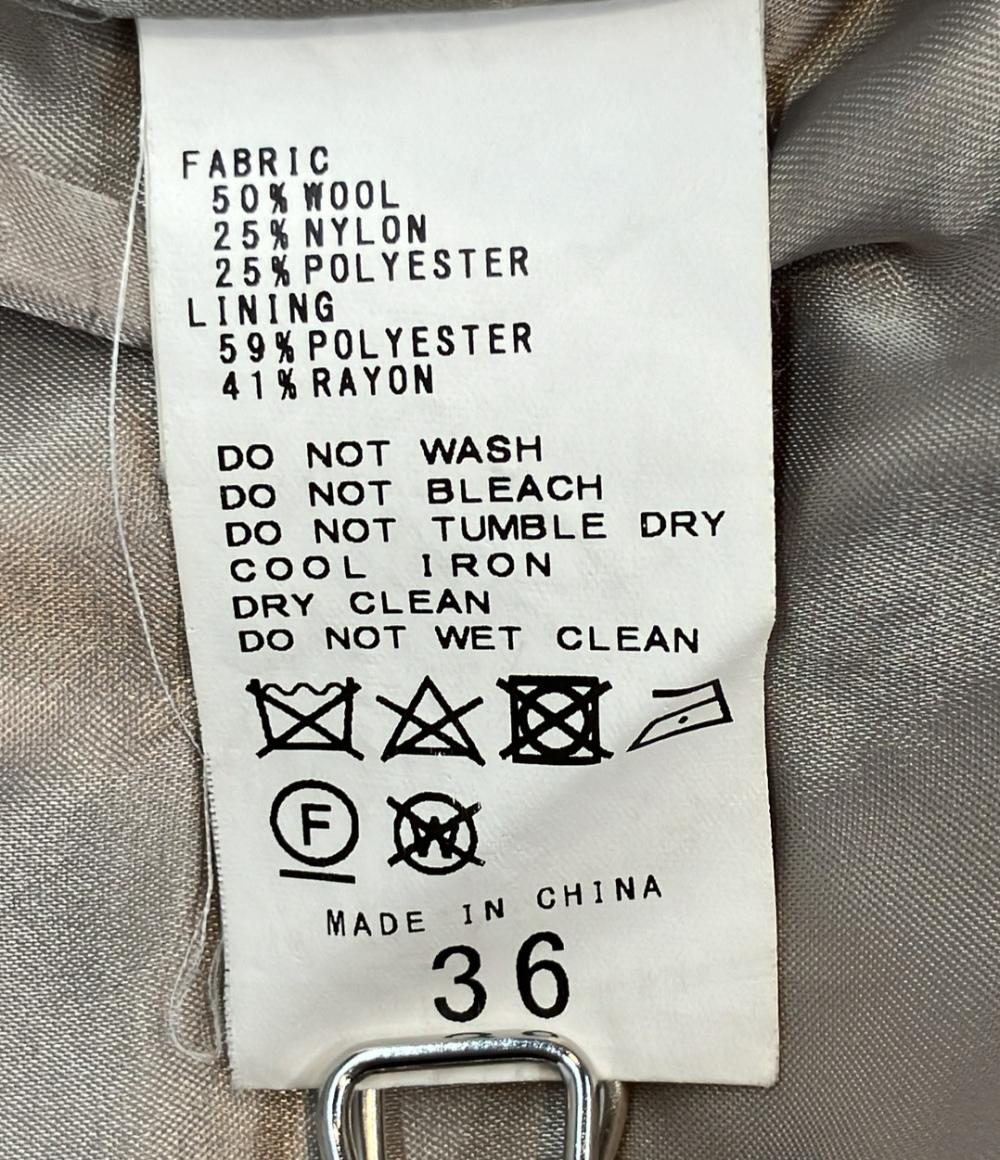 FABRIC
50% WOOL
25% NYLON
25% POLYESTER
LINING
59% POLYESTER
41% RAYON
DO NOT WASH
DO NOT BLEACH
DO NOT TUMBLE DRY
COOL IRON
DRY CLEAN
DO NOT WET CLEAN
F W
MADE IN CHINA
36